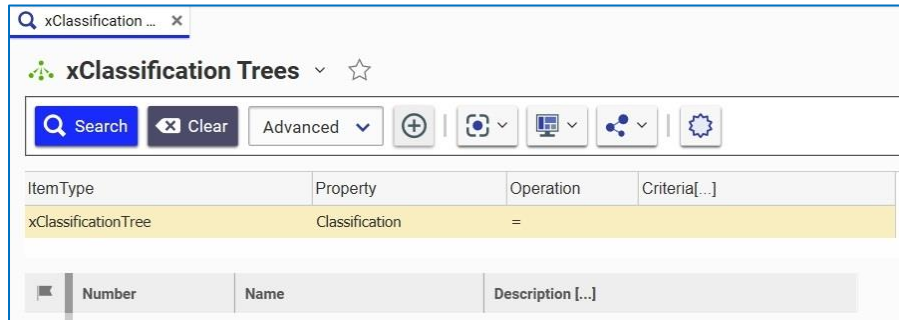 xClassification ...
xClassification Trees
Search Clear Advanced
ItemType Property Operation Criteria[...]
xClassificationTree Classification =
Number Name Description [...]